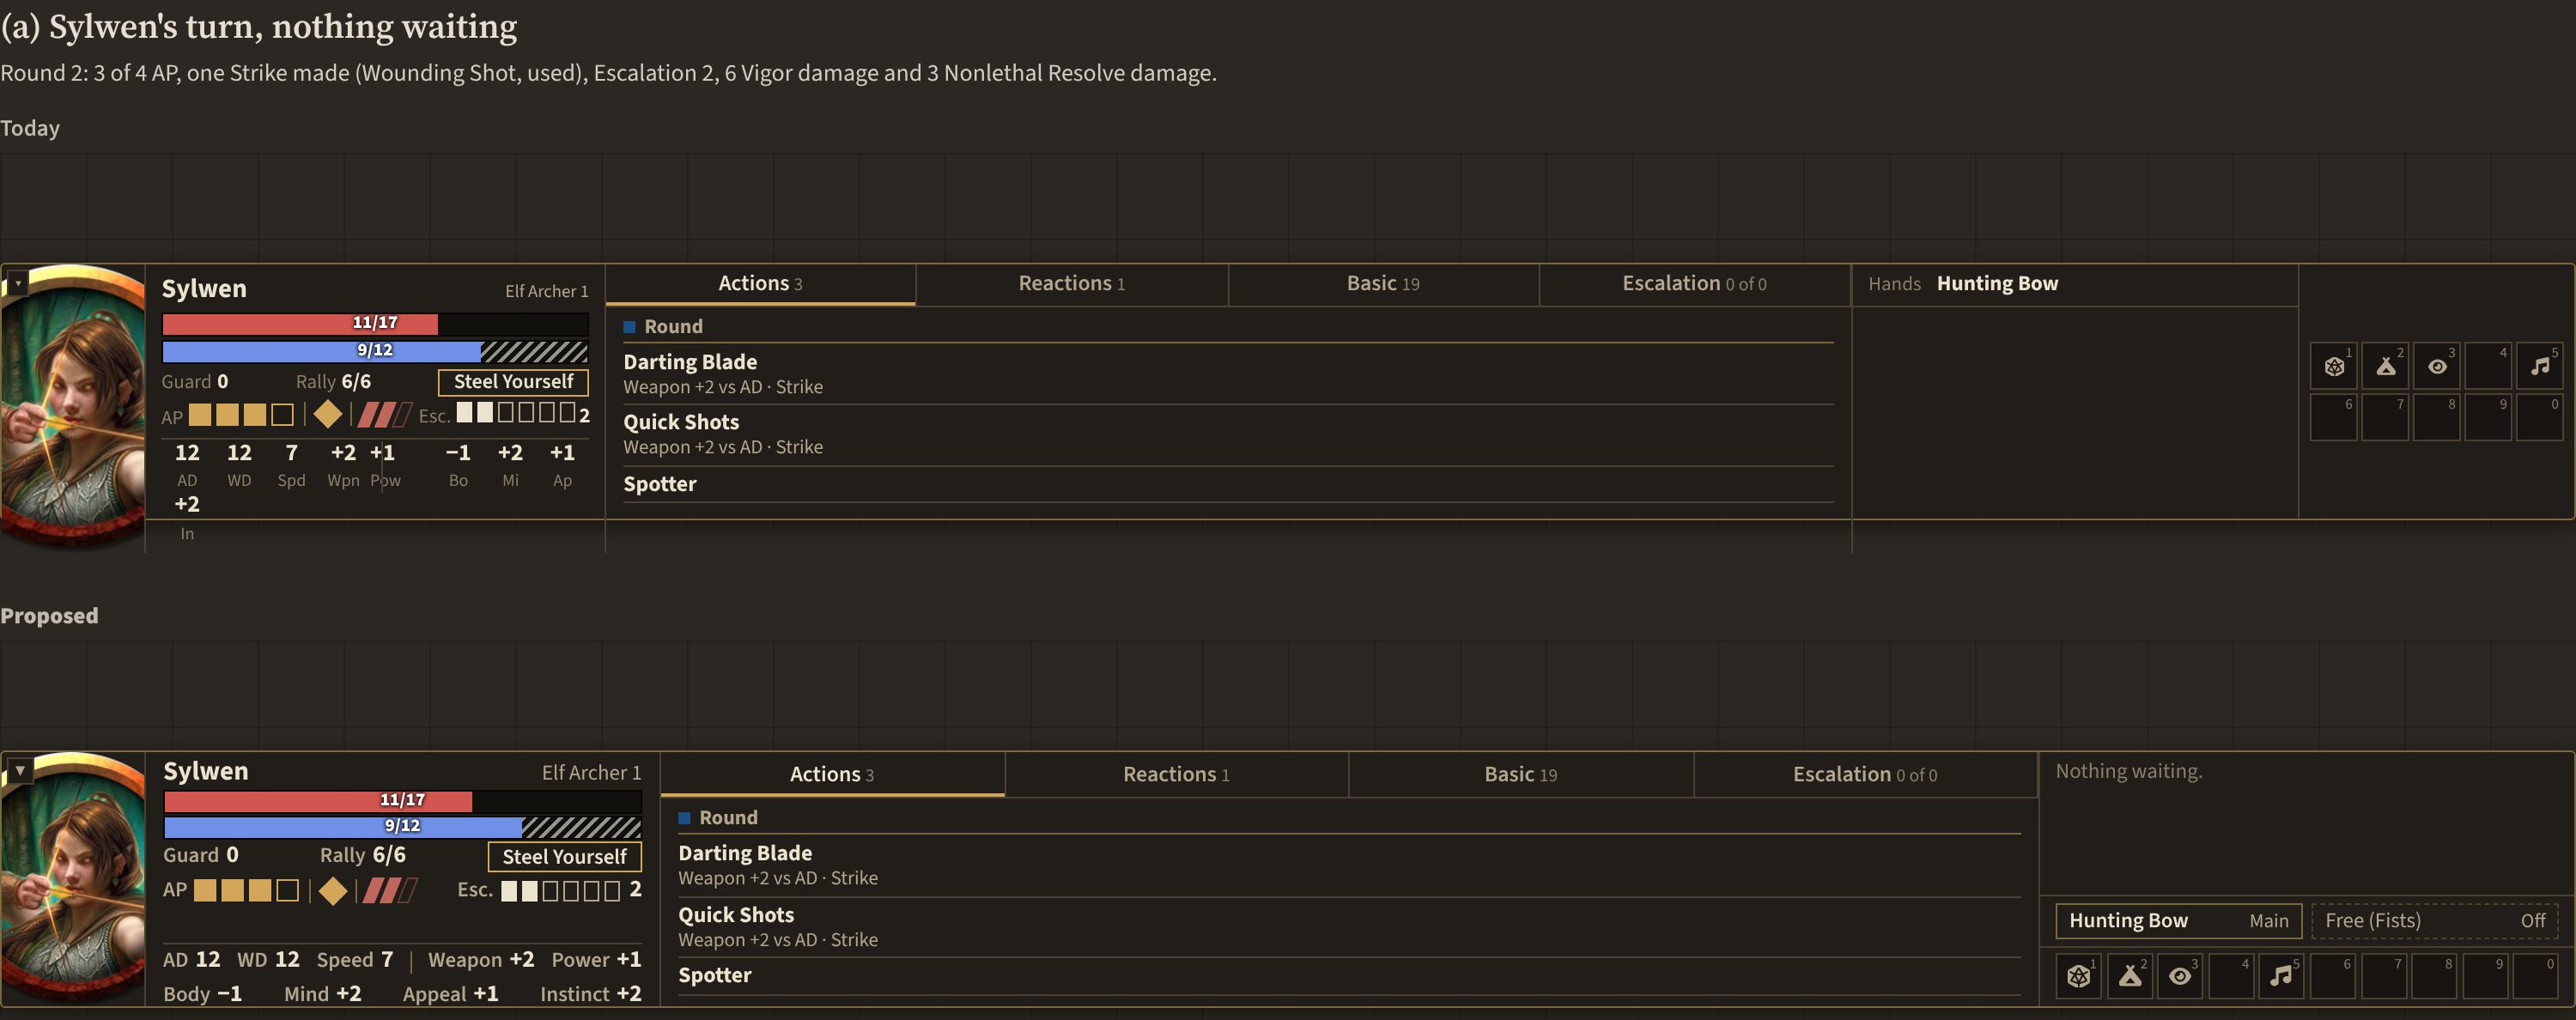 (a) Sylwen's turn, nothing waiting
Round 2: 3 of 4 AP, one Strike made (Wounding Shot, used), Escalation 2, 6 Vigor damage and 3 Nonlethal Resolve damage.
Today
Sylwen Elf Archer 1
11/17
9/12
Guard 0 Rally 6/6 Steel Yourself
AP Esc. 2
12 12 7 +2 +1 −1 +2 +1
AD WD Spd Wpn Pow Bo Mi Ap
+2
In
Actions 3 Reactions 1 Basic 19 Escalation 0 of 0
Round
Darting Blade
Weapon +2 vs AD · Strike
Quick Shots
Weapon +2 vs AD · Strike
Spotter
Hands Hunting Bow
1 2 3 4 5
6 7 8 9 0
Proposed
Sylwen Elf Archer 1
11/17
9/12
Guard 0 Rally 6/6 Steel Yourself
AP Esc. 2
AD 12 WD 12 Speed 7 | Weapon +2 Power +1
Body −1 Mind +2 Appeal +1 Instinct +2
Actions 3 Reactions 1 Basic 19 Escalation 0 of 0
Round
Darting Blade
Weapon +2 vs AD · Strike
Quick Shots
Weapon +2 vs AD · Strike
Spotter
Nothing waiting.
Hunting Bow Main Free (Fists) Off
1 2 3 4 5 6 7 8 9 0